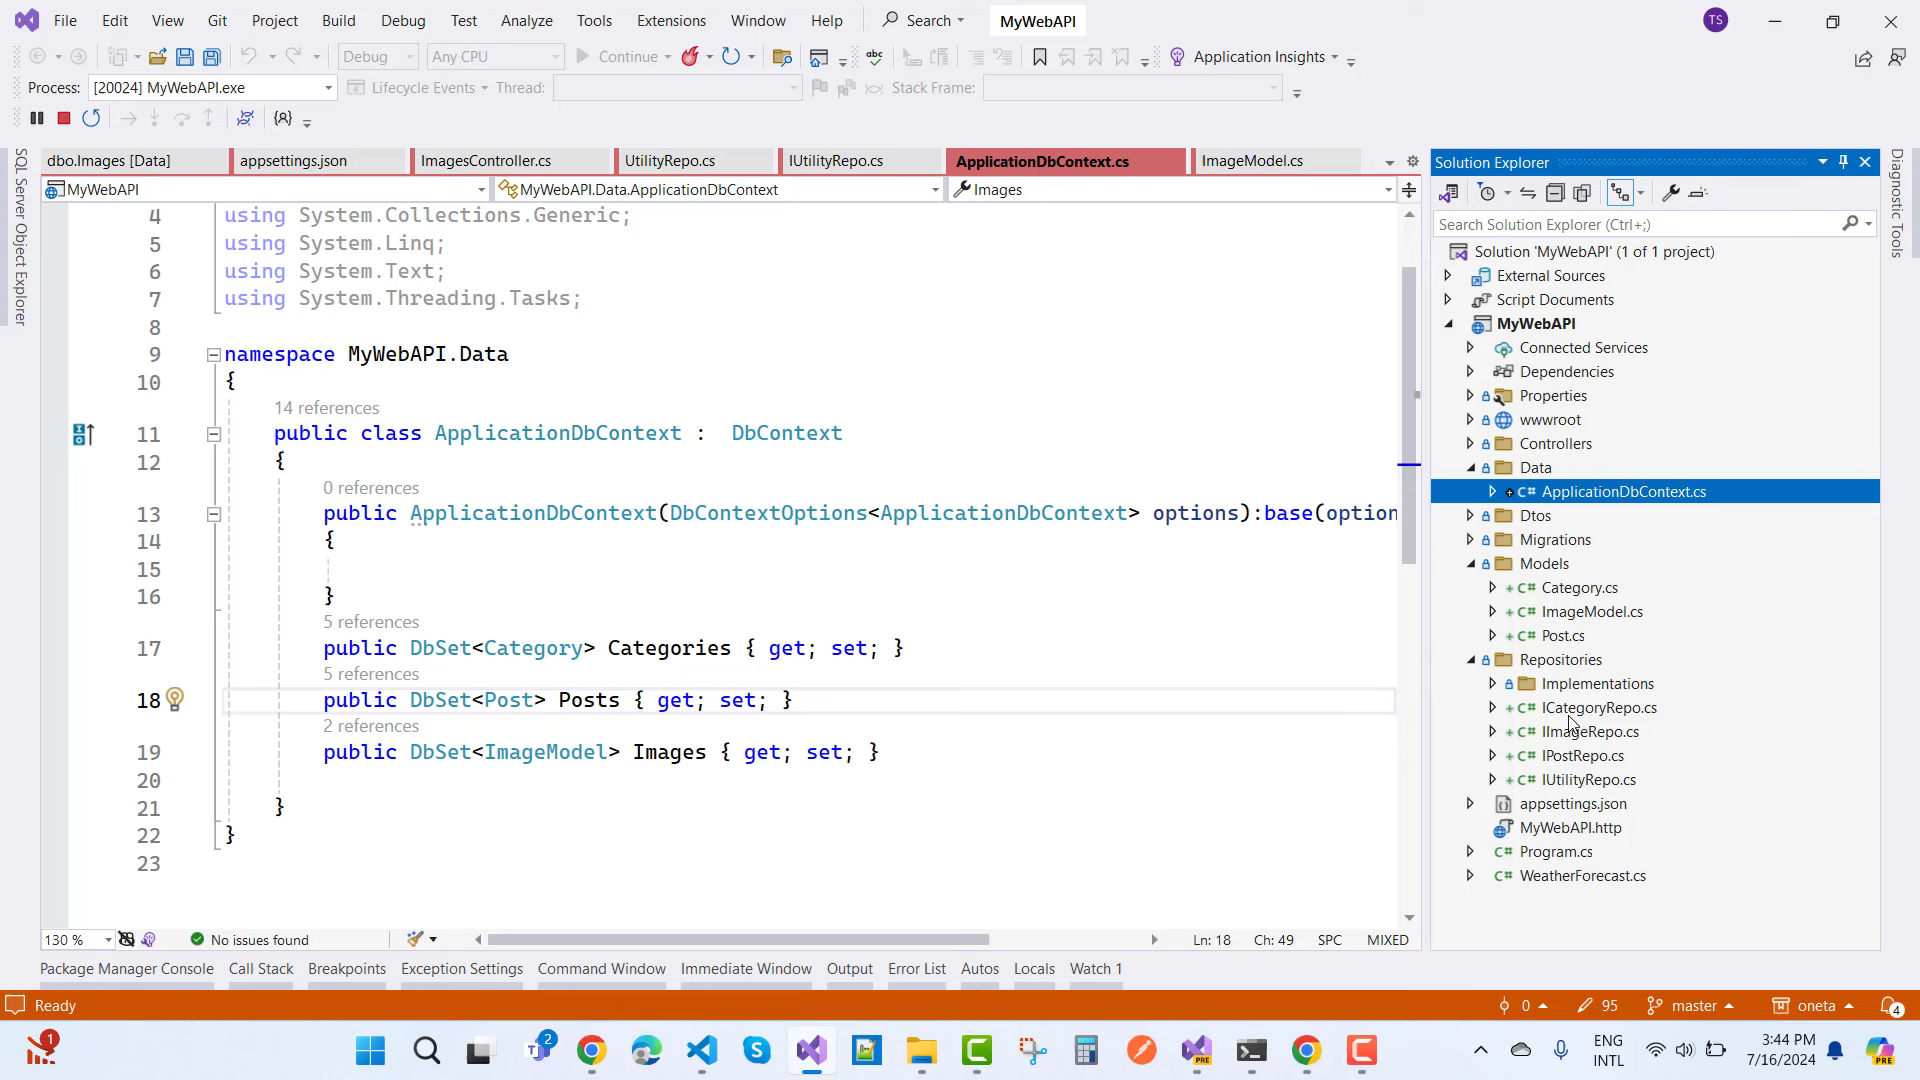 File Edit View Git Project Build Debug Test Analyze Tools Extensions Window Help Search MyWebAPI TS
Debug Any CPU Continue Application Insights
Process: [20024] MyWebAPI.exe Lifecycle Events Thread: Stack Frame:
SQL Server Object Explorer
dbo.Images [Data] appsettings.json ImagesController.cs UtilityRepo.cs IUtilityRepo.cs ApplicationDbContext.cs ImageModel.cs
MyWebAPI MyWebAPI.Data.ApplicationDbContext Images
4 using System.Collections.Generic;
5 using System.Linq;
6 using System.Text;
7 using System.Threading.Tasks;
8
9 namespace MyWebAPI.Data
10 {
14 references
11 public class ApplicationDbContext : DbContext
12 {
0 references
13 public ApplicationDbContext(DbContextOptions<ApplicationDbContext> options):base(option
14 {
15
16 }
5 references
17 public DbSet<Category> Categories { get; set; }
5 references
18 public DbSet<Post> Posts { get; set; }
2 references
19 public DbSet<ImageModel> Images { get; set; }
20
21 }
22 }
23
130 % No issues found Ln: 18 Ch: 49 SPC MIXED
Solution Explorer
Search Solution Explorer (Ctrl+;)
Solution 'MyWebAPI' (1 of 1 project)
External Sources
Script Documents
MyWebAPI
Connected Services
Dependencies
Properties
wwwroot
Controllers
Data
C# ApplicationDbContext.cs
Dtos
Migrations
Models
C# Category.cs
C# ImageModel.cs
C# Post.cs
Repositories
Implementations
C# ICategoryRepo.cs
C# IImageRepo.cs
C# IPostRepo.cs
C# IUtilityRepo.cs
appsettings.json
MyWebAPI.http
C# Program.cs
C# WeatherForecast.cs
Diagnostic Tools
Package Manager Console Call Stack Breakpoints Exception Settings Command Window Immediate Window Output Error List Autos Locals Watch 1
Ready 0 95 master oneta 4
1 2 PRE ENG
INTL
3:44 PM
7/16/2024
PRE